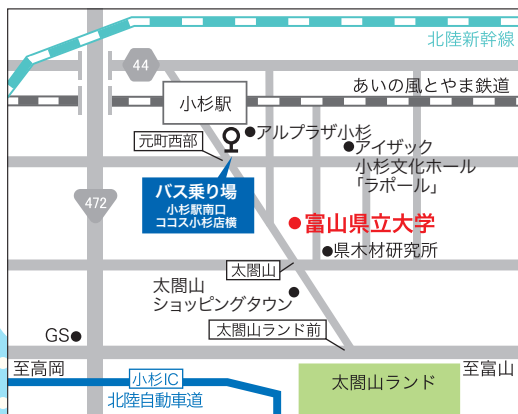 北陸新幹線
44
あいの風とやま鉄道
小杉駅
アルプラザ小杉
元町西部
アイザック
小杉文化ホール
「ラポール」
バス乗り場
小杉駅南口
ココス小杉店横
472
富山県立大学
県木材研究所
太閤山
太閤山
ショッピングタウン
太閤山ランド前
GS
至高岡
至富山
小杉IC
太閤山ランド
北陸自動車道